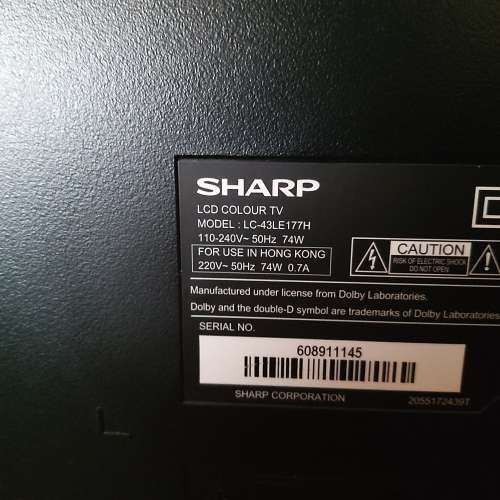 SHARP
LCD COLOUR TV
MODEL : LC-43LE177H
110-240V~ 50Hz 74W
FOR USE IN HONG KONG
220V~ 50Hz 74W 0.7A
CAUTION
RISK OF ELECTRIC SHOCK
DO NOT OPEN
Manufactured under license from Dolby Laboratories.
Dolby and the double-D symbol are trademarks of Dolby Laboratories
SERIAL NO.
608911145
SHARP CORPORATION
2055172439T